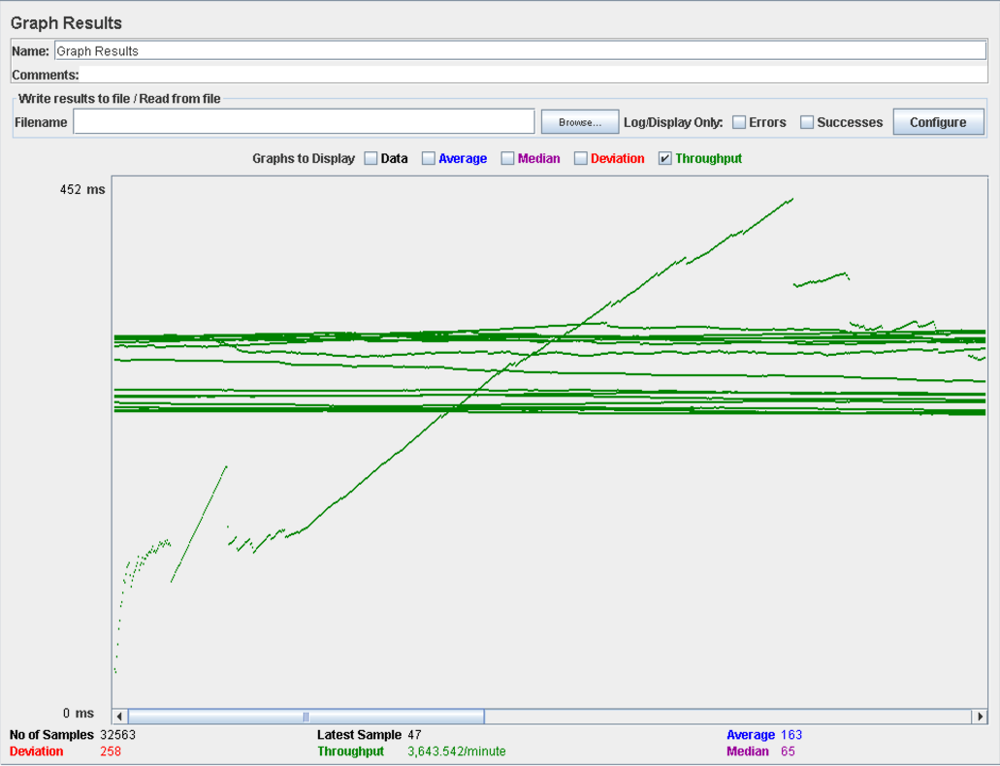 Graph Results
Name: Graph Results
Comments:
Write results to file / Read from file
Filename Browse... Log/Display Only: Errors Successes Configure
Graphs to Display Data Average Median Deviation Throughput
452 ms
0 ms
No of Samples 32563 Latest Sample 47 Average 163
Deviation 258 Throughput 3,643.542/minute Median 65